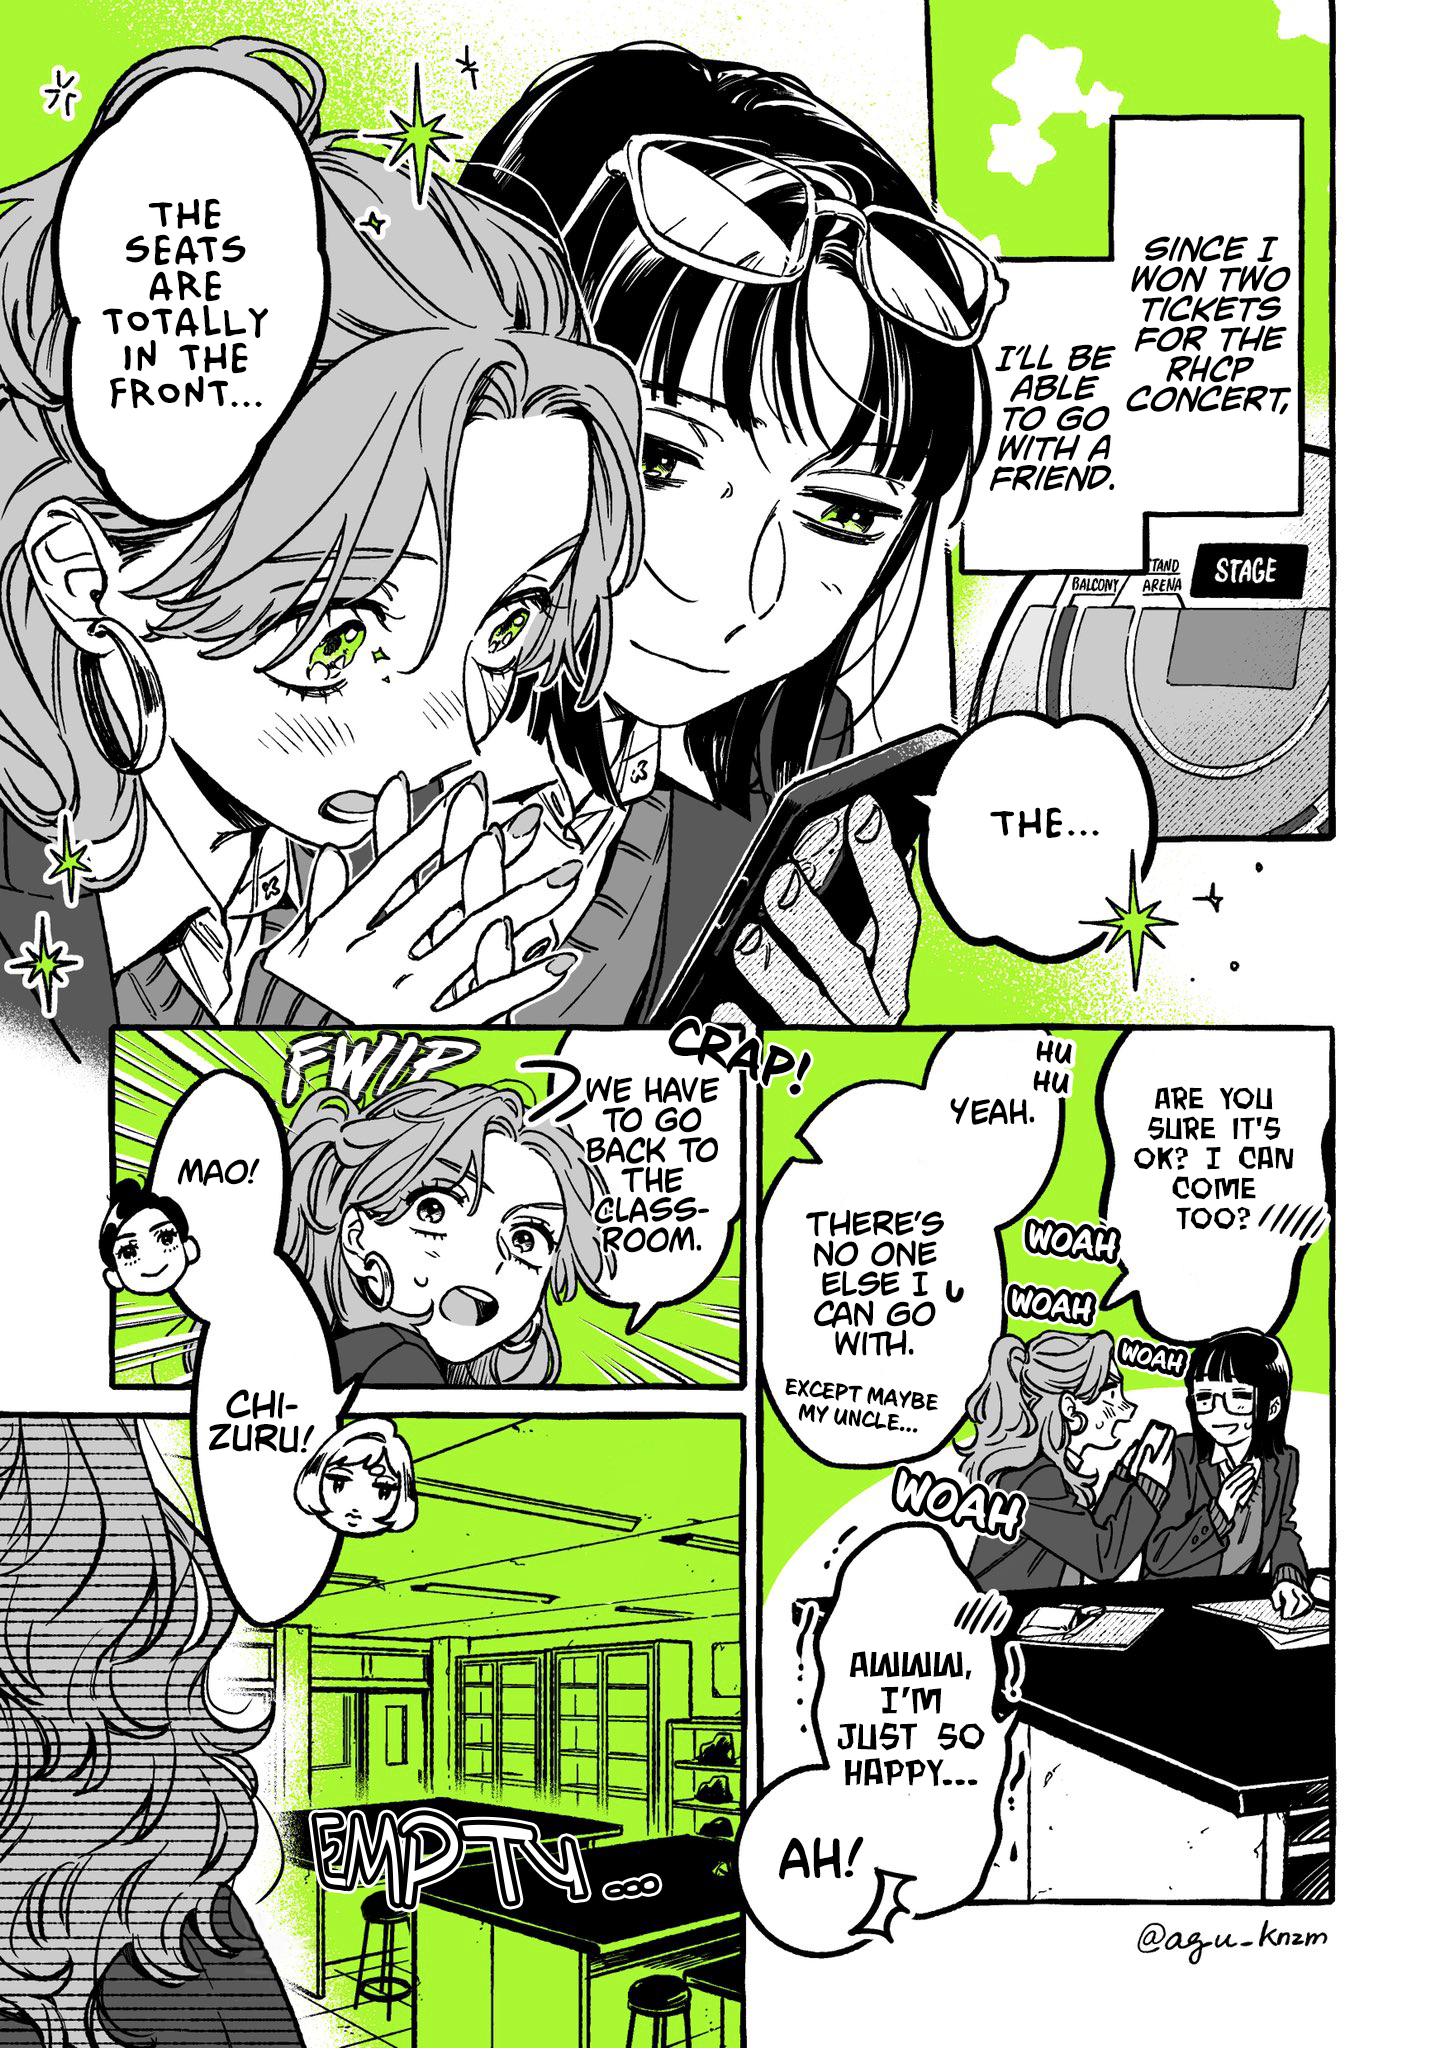 SINCE I
WON TWO
TICKETS
FOR THE
RHCP
CONCERT,
I'LL BE
ABLE
TO GO
WITH A
FRIEND.
STAGE
TAND
ARENA
BALCONY
THE...
THE
SEATS
ARE
TOTALLY
IN THE
FRONT...
ARE YOU
SURE IT'S
OK? I CAN
COME
TOO?
HU
HU
YEAH.
THERE'S
NO ONE
ELSE I
CAN GO
WITH.
EXCEPT MAYBE
MY UNCLE...
WOAH
WOAH
WOAH
WOAH
AWWW,
I'M
JUST SO
HAPPY...
AH!
CRAP!
WE HAVE
TO GO
BACK TO
THE
CLASS-
ROOM.
FWIP
MAO!
CHI-
ZURU!
EMPTY...
@agu_knzm